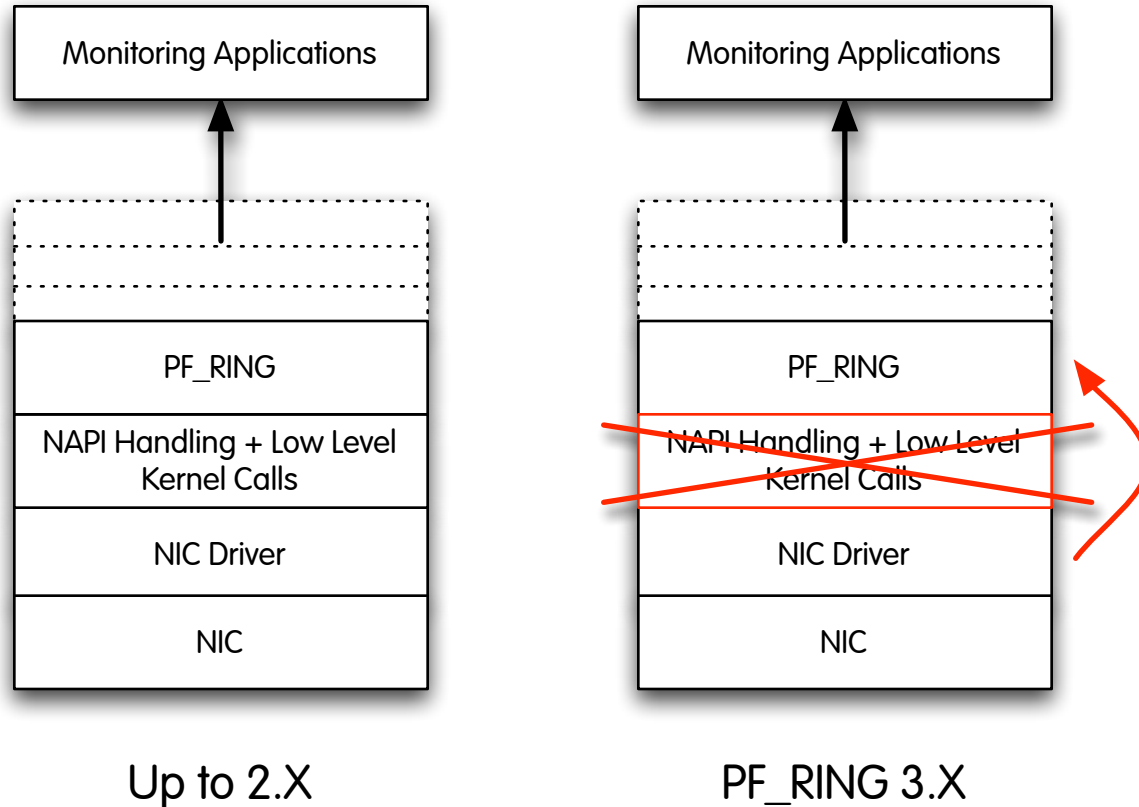 Monitoring Applications
PF_RING
NAPI Handling + Low Level
Kernel Calls
NIC Driver
NIC
Up to 2.X
Monitoring Applications
PF_RING
NAPI Handling + Low Level
Kernel Calls
NIC Driver
NIC
PF_RING 3.X